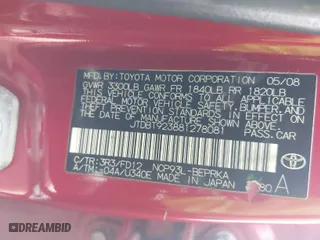 MFD.BY:TOYOTA MOTOR CORPORATION 05/08
GVWR 3300LB GAWR FR 1840LB RR 1820LB
THIS VEHICLE CONFORMS TO ALL APPLICABLE
FEDERAL MOTOR VEHICLE SAFETY, BUMPER, AND
THEFT PREVENTION STANDARDS IN EFFECT ON
THE DATE OF MANUFACTURE SHOWN ABOVE.
JTDBT923881278081
PASS. CAR
C/TR:3R3/FD12 NCP93L-BEPRKA
A/TM:-04A/U340E MADE IN JAPAN A
TOYOTA